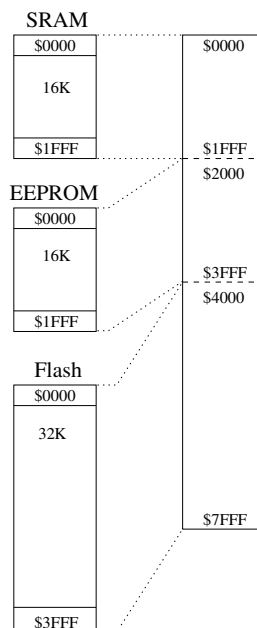 SRAM
$0000
16K
$1FFF
EEPROM
$0000
16K
$1FFF
Flash
$0000
32K
$3FFF
$0000
$1FFF
$2000
$3FFF
$4000
$7FFF